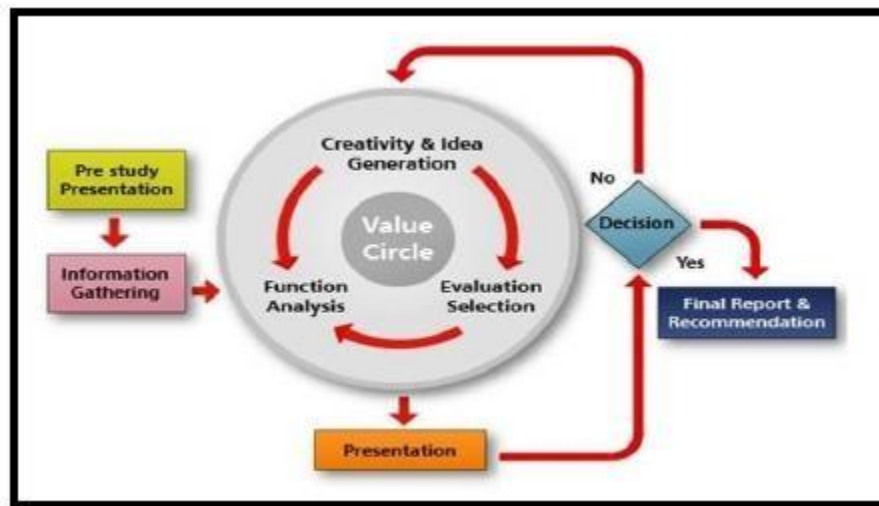 Pre study
Presentation
Information
Gathering
Creativity & Idea
Generation
Value
Circle
Function
Analysis
Evaluation
Selection
Presentation
No
Decision
Yes
Final Report &
Recommendation